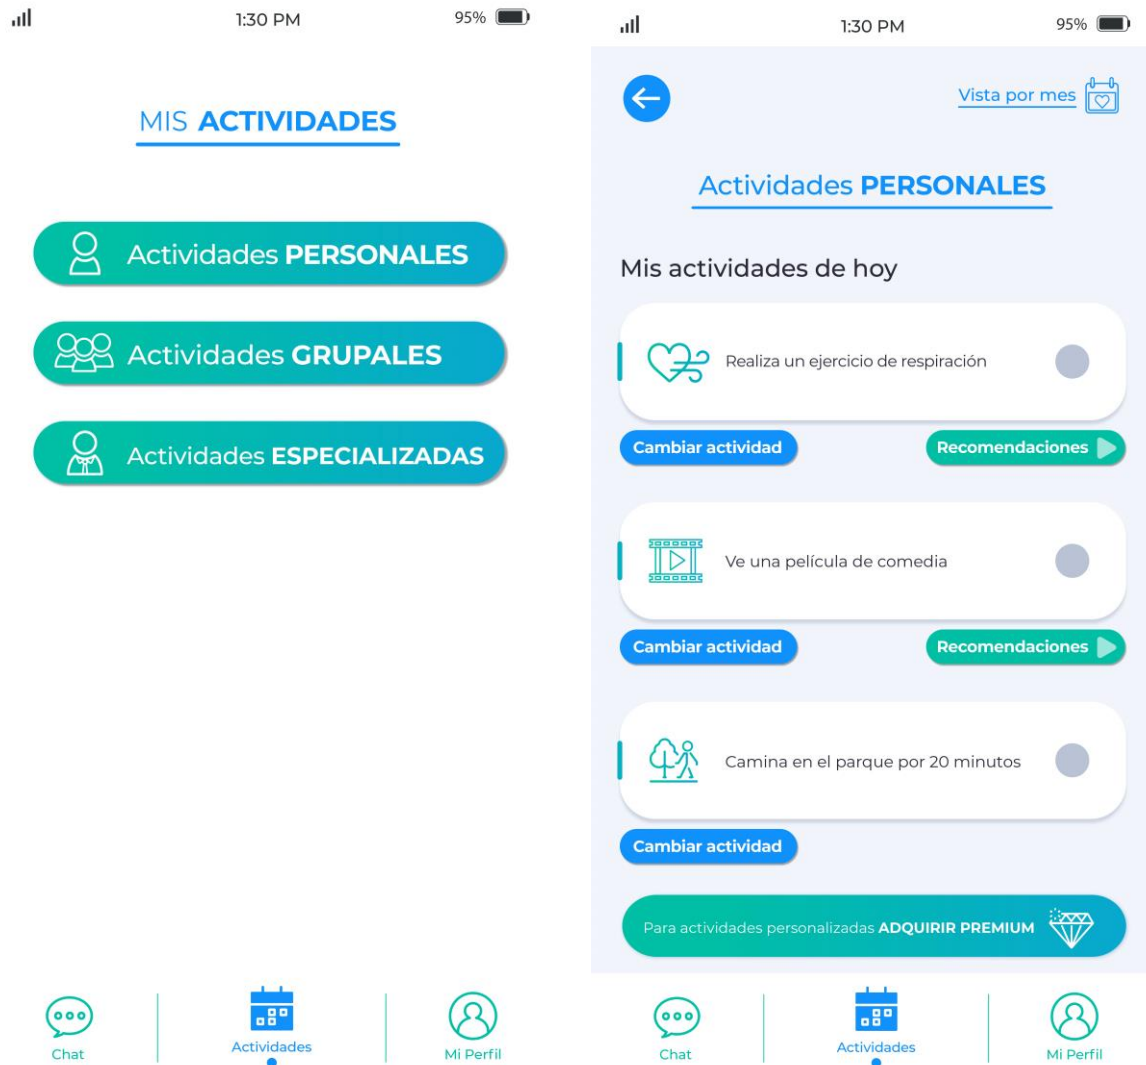 1:30 PM
95%
MIS ACTIVIDADES
Actividades PERSONALES
Actividades GRUPALES
Actividades ESPECIALIZADAS
Chat
Actividades
Mi Perfil
1:30 PM
95%
Vista por mes
Actividades PERSONALES
Mis actividades de hoy
Realiza un ejercicio de respiración
Cambiar actividad
Recomendaciones
Ve una película de comedia
Cambiar actividad
Recomendaciones
Camina en el parque por 20 minutos
Cambiar actividad
Para actividades personalizadas ADQUIRIR PREMIUM
Chat
Actividades
Mi Perfil